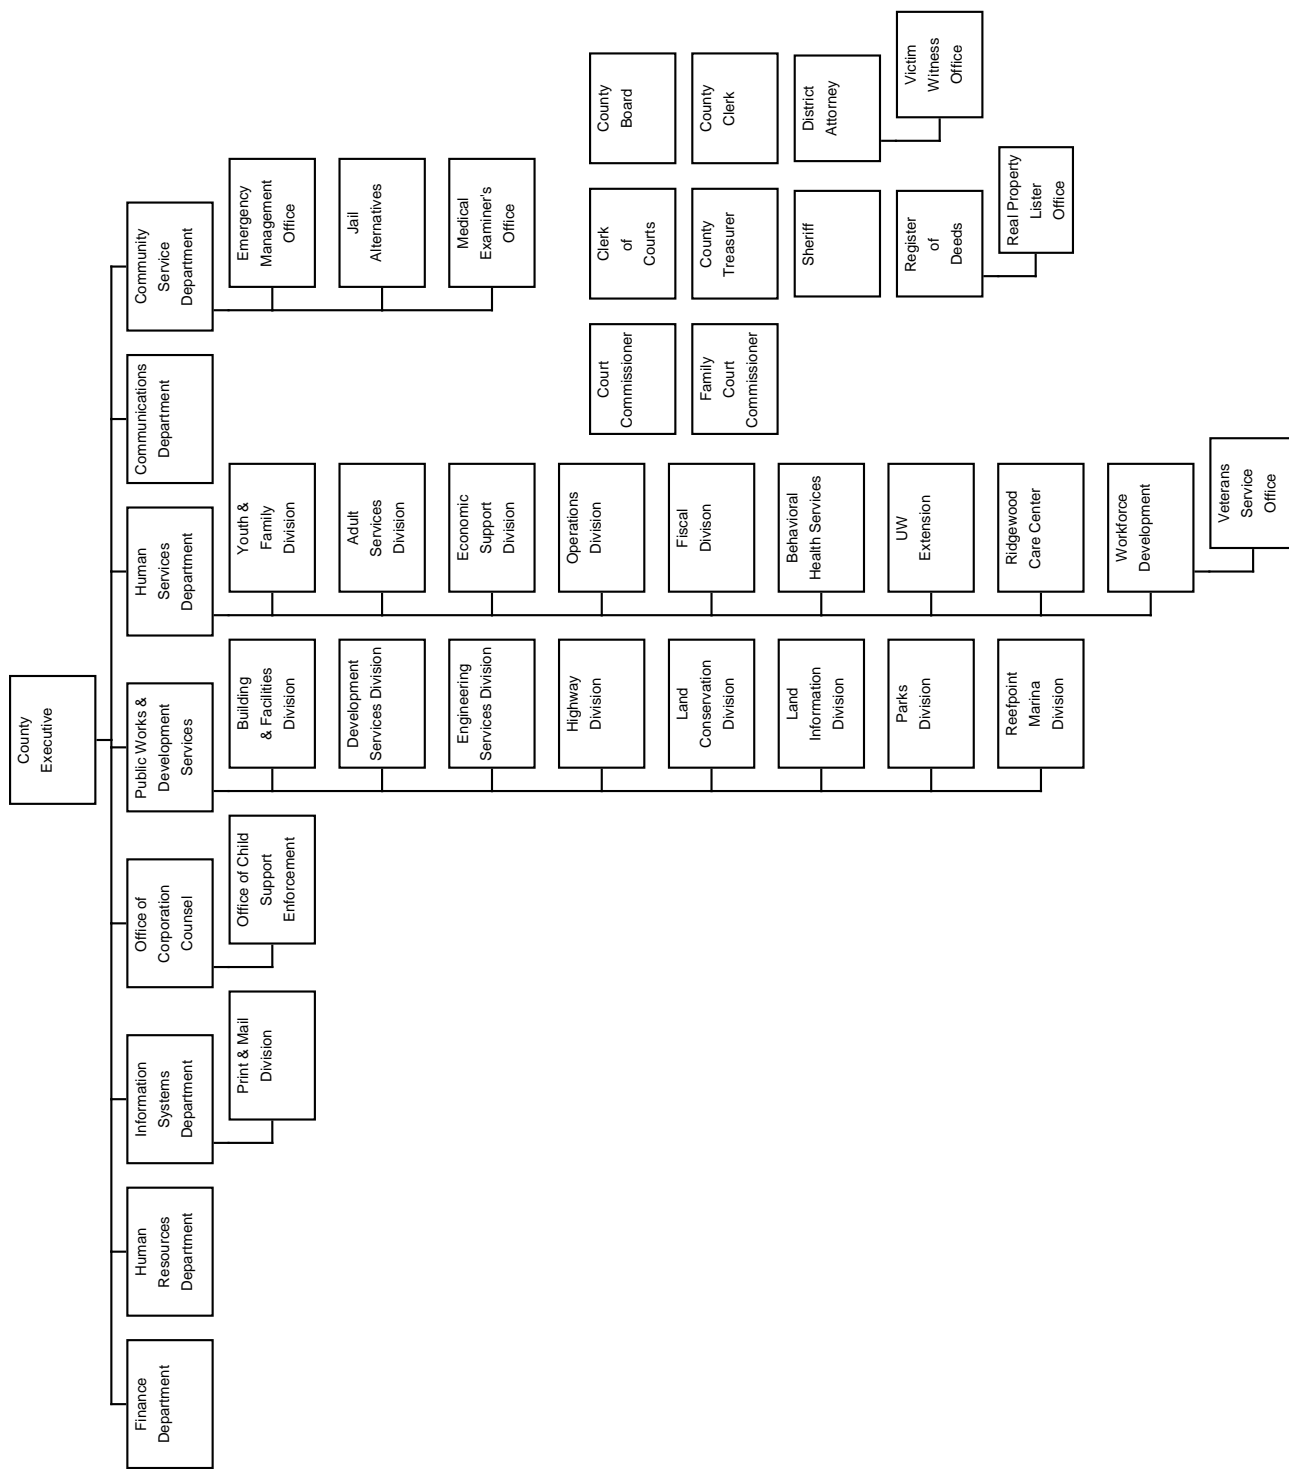 County
Executive
Finance
Department
Human
Resources
Department
Information
Systems
Department
Print & Mail
Division
Office of
Corporation
Counsel
Office of Child
Support
Enforcement
Public Works &
Development
Services
Building
& Facilities
Division
Development
Services Division
Engineering
Services Division
Highway
Division
Land
Conservation
Division
Land
Information
Division
Parks
Division
Reefpoint
Marina
Division
Human
Services
Department
Youth &
Family
Division
Adult
Services
Division
Economic
Support
Division
Operations
Division
Fiscal
Divison
Behavioral
Health Services
UW
Extension
Ridgewood
Care Center
Workforce
Development
Veterans
Service
Office
Communications
Department
Community
Service
Department
Emergency
Management
Office
Jail
Alternatives
Medical
Examiner's
Office
Court
Commissioner
Clerk
of
Courts
County
Board
Family
Court
Commissioner
County
Treasurer
County
Clerk
Sheriff
District
Attorney
Register
of
Deeds
Victim
Witness
Office
Real Property
Lister
Office